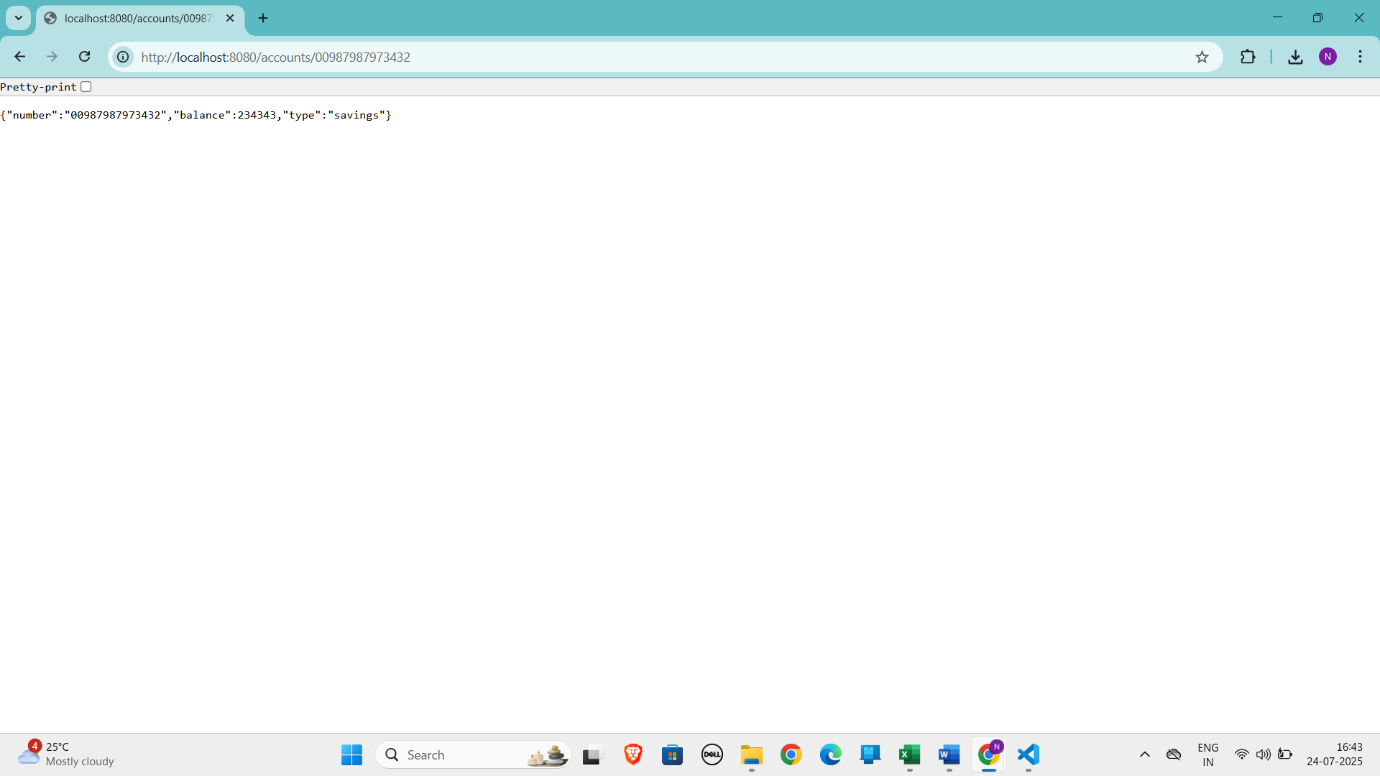 localhost:8080/accounts/00987
http://localhost:8080/accounts/00987987973432
N
Pretty-print
{"number":"00987987973432","balance":234343,"type":"savings"}
4
25°C
Mostly cloudy
Search
DELL
N
ENG
IN
16:43
24-07-2025